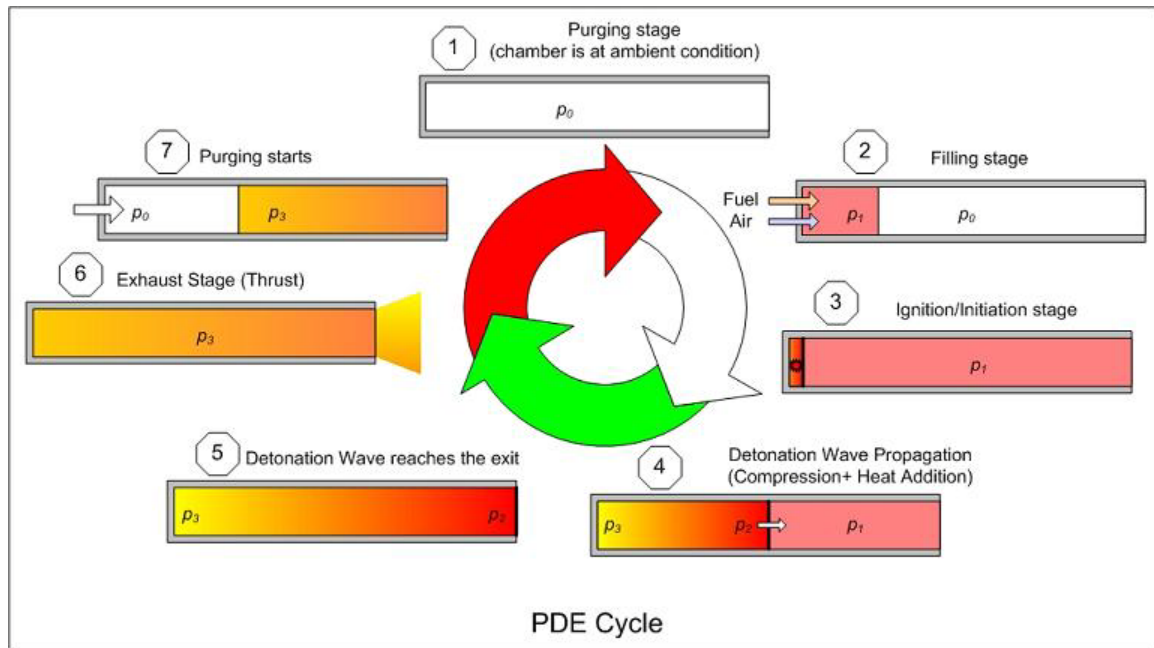 1
Purging stage
(chamber is at ambient condition)
p0
2
Filling stage
Fuel
Air
p1
p0
3
Ignition/Initiation stage
p1
4
Detonation Wave Propagation
(Compression+ Heat Addition)
p3
p2
p1
5
Detonation Wave reaches the exit
p3
p2
6
Exhaust Stage (Thrust)
p3
7
Purging starts
p0
p3
PDE Cycle